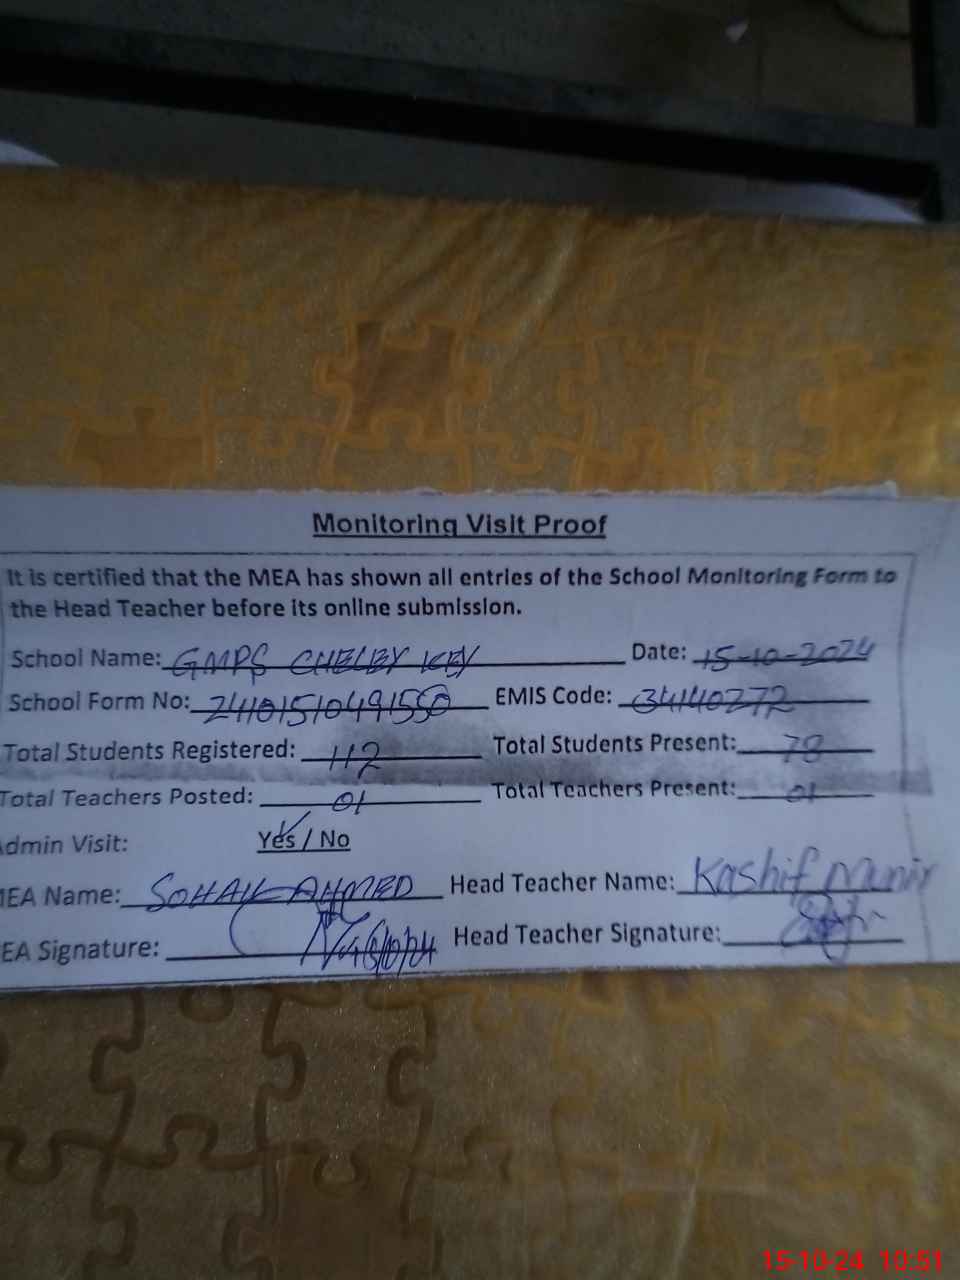 Monitoring Visit Proof
It is certified that the MEA has shown all entries of the School Monitoring Form to
the Head Teacher before its online submission.
School Name: GMPS CHELBY KEY Date: 15-10-2024
School Form No: 2410151049155 EMIS Code: 34140272
Total Students Registered: 112 Total Students Present: 78
Total Teachers Posted: 01 Total Teachers Present: 01
dmin Visit: Yes / No
EA Name: SOHAIL AHMED Head Teacher Name: Kashif Munir
EA Signature: Head Teacher Signature:
15-10-24 10:51